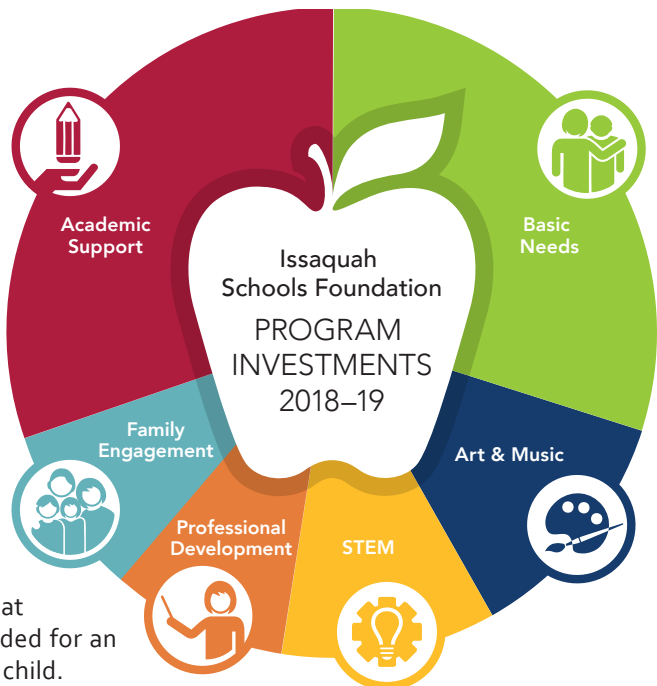 Academic
Support
Basic
Needs
Issaquah
Schools Foundation
PROGRAM
INVESTMENTS
2018–19
Family
Engagement
Art & Music
Professional
Development
STEM
at
ded for an
child.